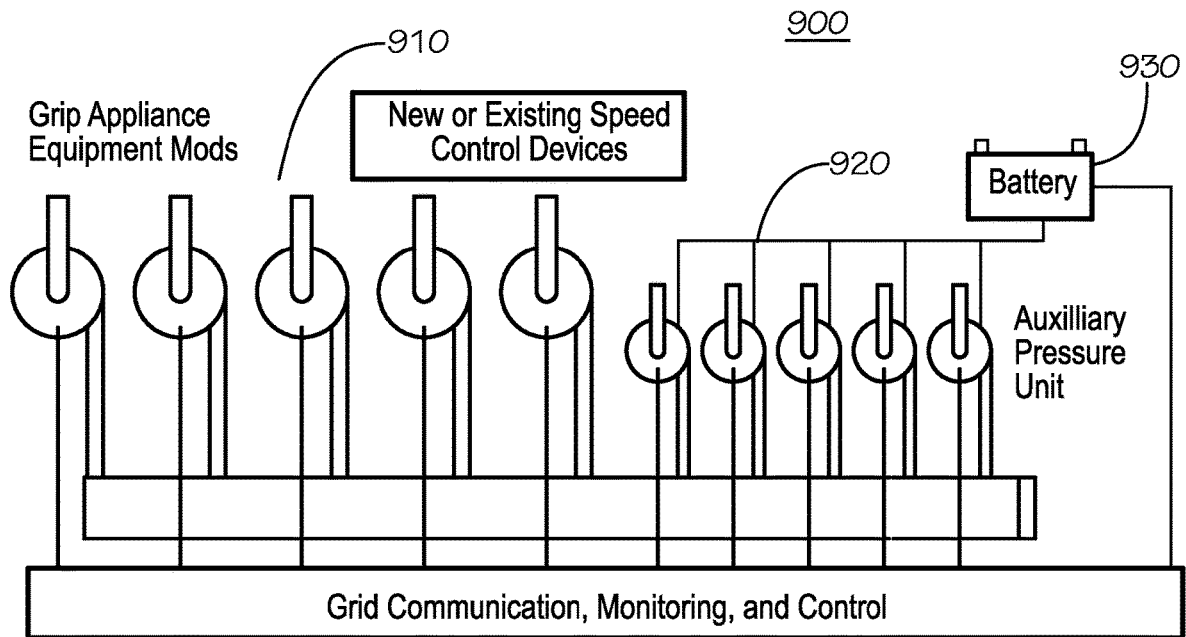 900
910
930
Grip Appliance
Equipment Mods
New or Existing Speed
Control Devices
920
Battery
Auxilliary
Pressure
Unit
Grid Communication, Monitoring, and Control